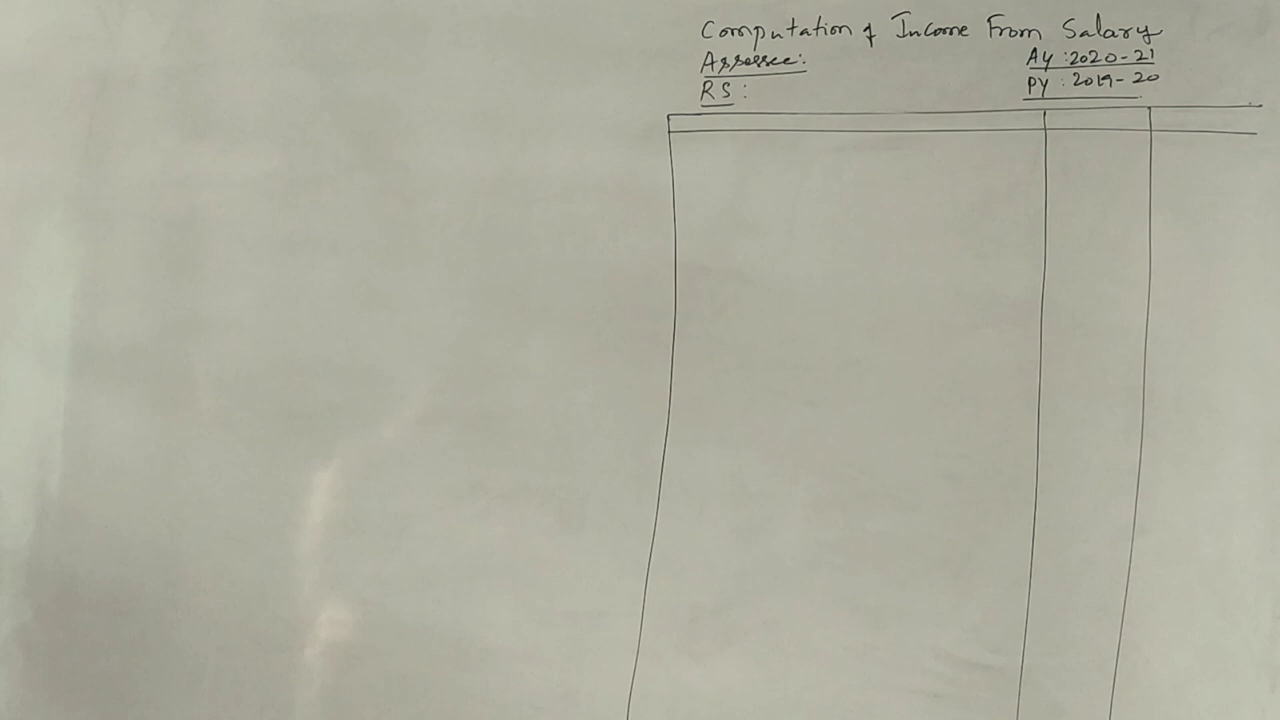 Computation of Income From Salary
Assessee:
AY : 2020-21
RS :
PY : 2019-20